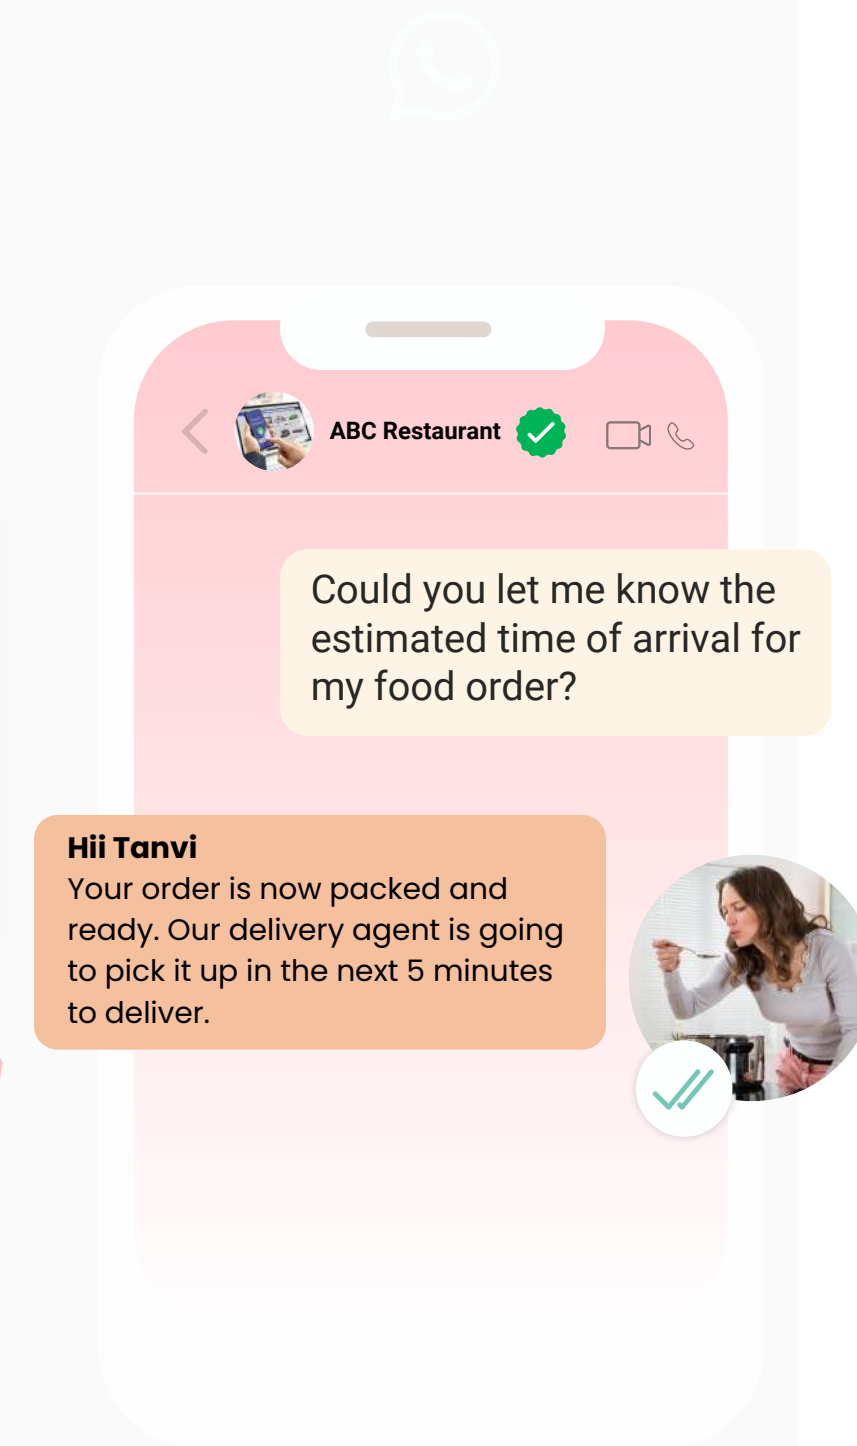 ABC Restaurant
Could you let me know the
estimated time of arrival for
my food order?
Hii Tanvi
Your order is now packed and
ready. Our delivery agent is going
to pick it up in the next 5 minutes
to deliver.